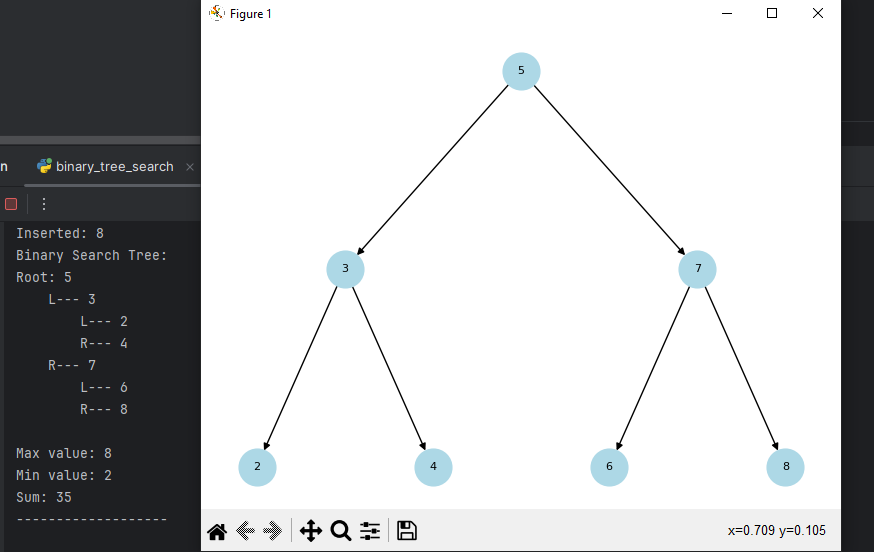 Figure 1
n
binary_tree_search
Inserted: 8
Binary Search Tree:
Root: 5
L--- 3
L--- 2
R--- 4
R--- 7
L--- 6
R--- 8
Max value: 8
Min value: 2
Sum: 35
-------------------
5
3
7
2
4
6
8
x=0.709 y=0.105